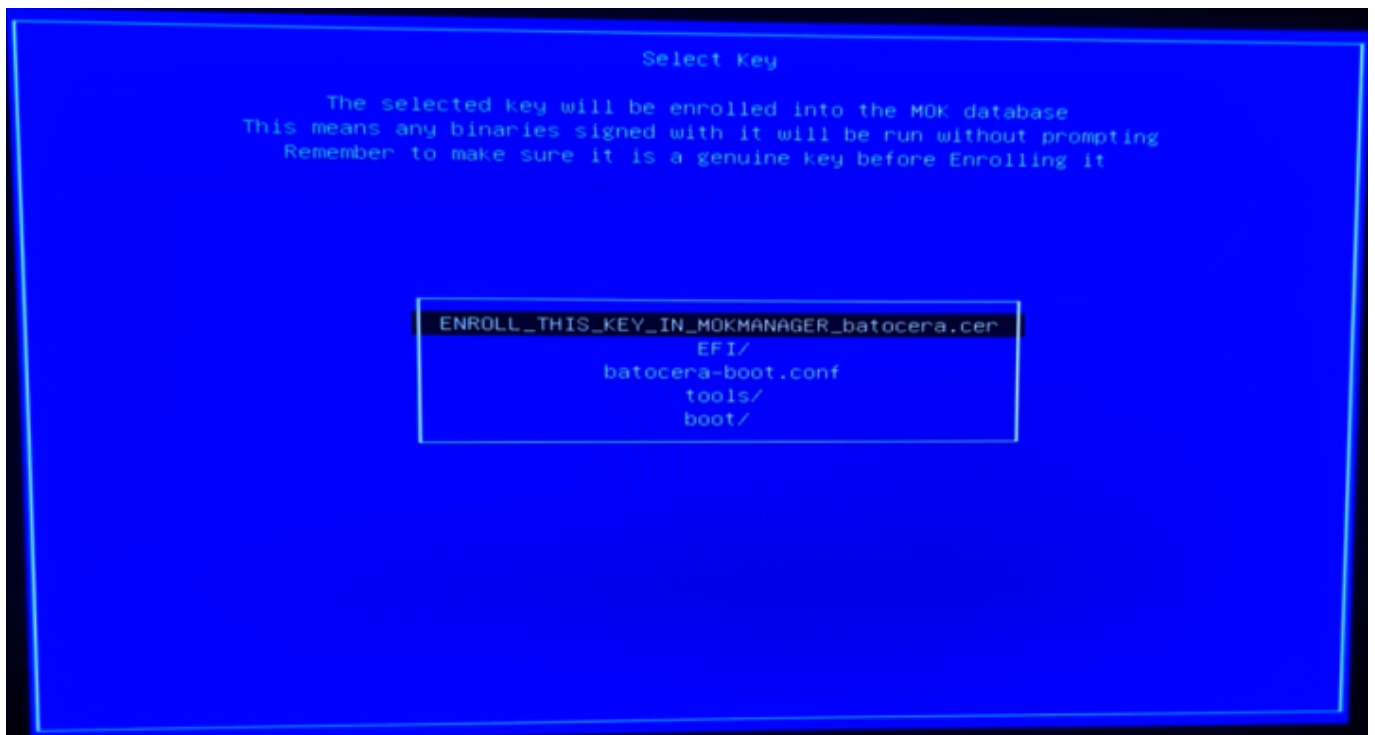 Select Key
The selected key will be enrolled into the MOK database
This means any binaries signed with it will be run without prompting
Remember to make sure it is a genuine key before Enrolling it
ENROLL_THIS_KEY_IN_MOKMANAGER_batocera.cer
EFI/
batocera-boot.conf
tools/
boot/